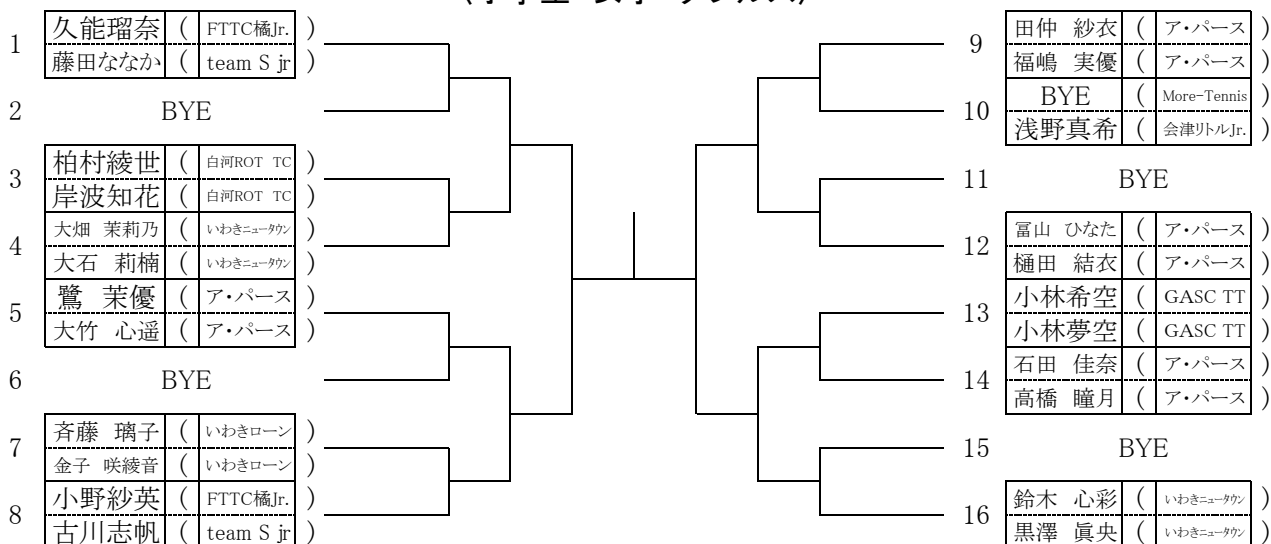 1
久能瑠奈 ( FTTC橘Jr. )
藤田ななか ( team S jr )
2 BYE
3
柏村綾世 ( 白河ROT TC )
岸波知花 ( 白河ROT TC )
4
大畑 茉莉乃 ( いわきニュータウン )
大石 莉楠 ( いわきニュータウン )
5
鷺 茉優 ( ア・パース )
大竹 心遥 ( ア・パース )
6 BYE
7
斉藤 璃子 ( いわきローン )
金子 咲綾音 ( いわきローン )
8
小野紗英 ( FTTC橘Jr. )
古川志帆 ( team S jr )
9
田仲 紗衣 ( ア・パース )
福嶋 実優 ( ア・パース )
10
BYE ( More-Tennis )
浅野真希 ( 会津リトルJr. )
11 BYE
12
冨山 ひなた ( ア・パース )
樋田 結衣 ( ア・パース )
13
小林希空 ( GASC TT )
小林夢空 ( GASC TT )
14
石田 佳奈 ( ア・パース )
高橋 瞳月 ( ア・パース )
15 BYE
16
鈴木 心彩 ( いわきニュータウン )
黒澤 眞央 ( いわきニュータウン )